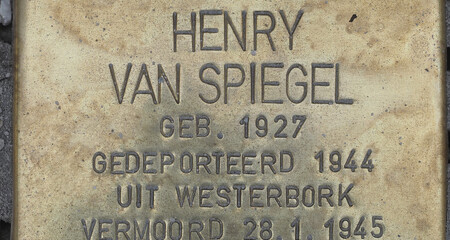 HENRY
VAN SPIEGEL
GEB. 1927
GEDEPORTEERD 1944
UIT WESTERBORK
VERMOORD 28.1.1945